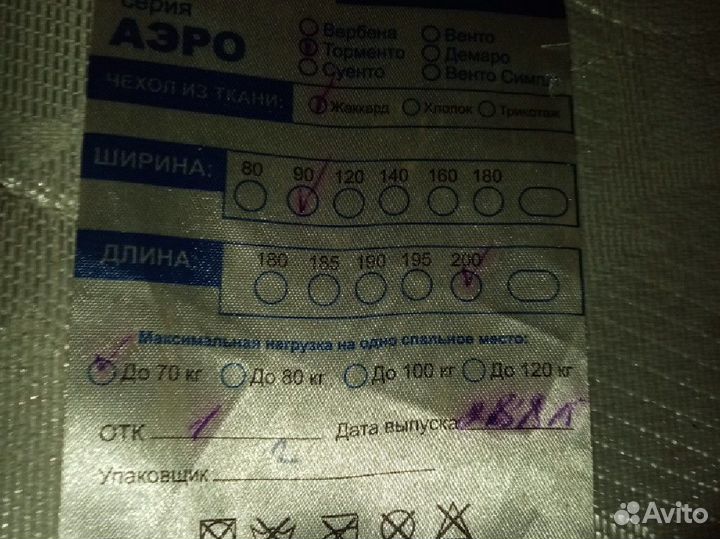 серия
АЭРО
Вербена Венто
Торменто Демаро
Суенто Венто Симпл
ЧЕХОЛ ИЗ ТКАНИ: Жаккард Хлопок Трикотаж
ШИРИНА: 80 90 120 140 160 180
ДЛИНА: 180 185 190 195 200
Максимальная нагрузка на одно спальное место:
До 70 кг До 80 кг До 100 кг До 120 кг
ОТК 1 Дата выпуска
Упаковщик
Avito